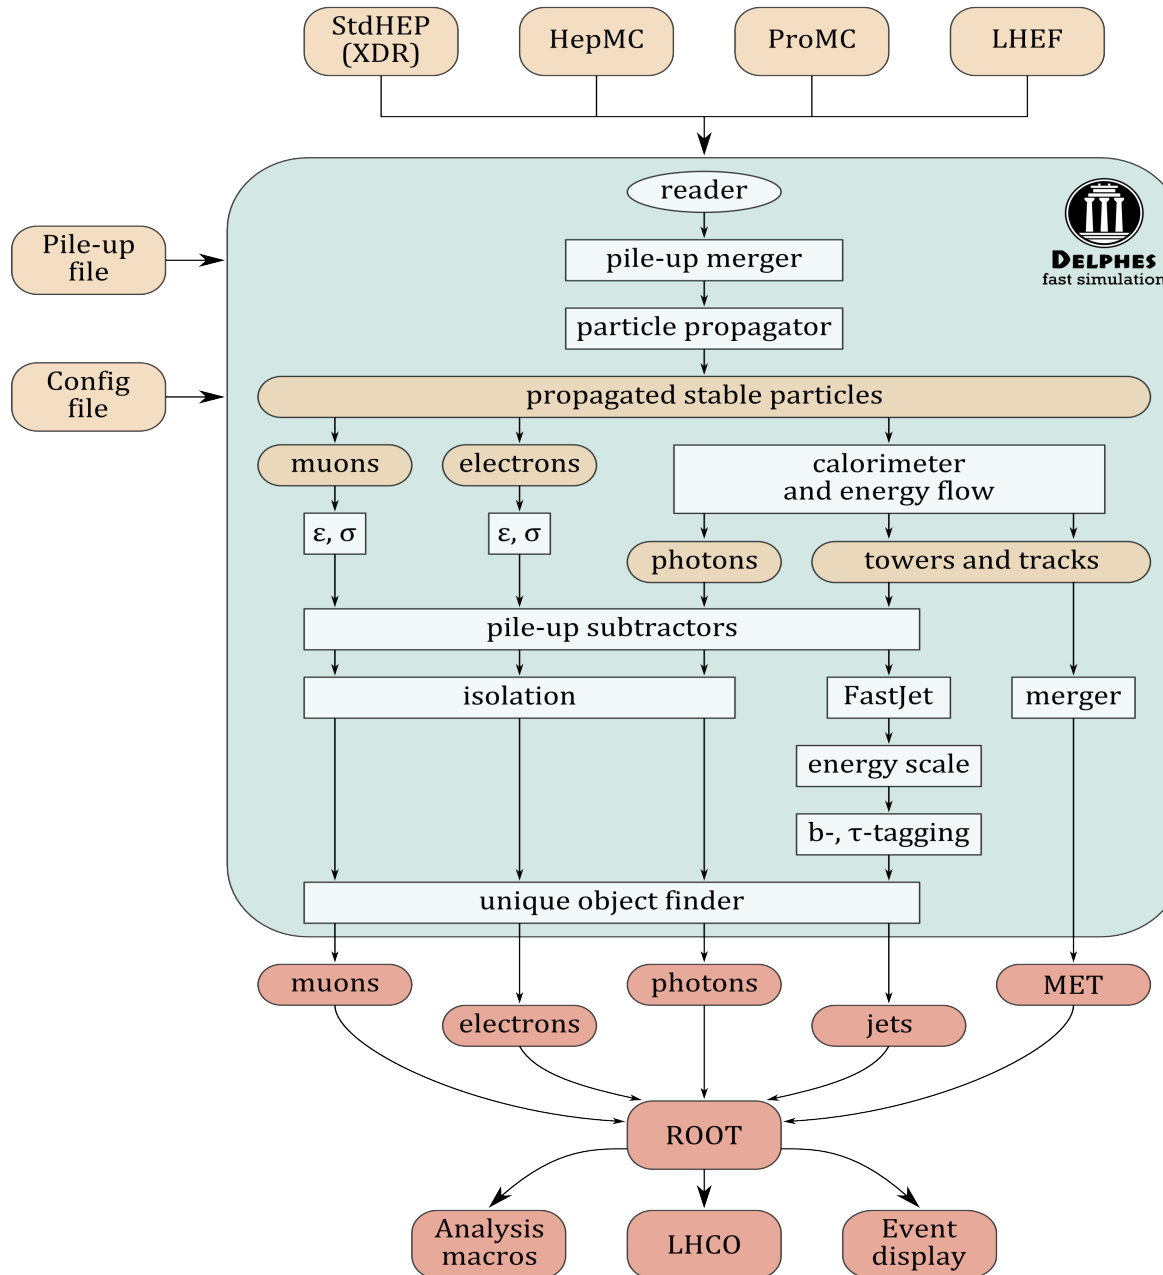 StdHEP
(XDR)
HepMC
ProMC
LHEF
reader
Pile-up
file
pile-up merger
DELPHES
fast simulation
particle propagator
Config
file
propagated stable particles
muons
electrons
calorimeter
and energy flow
ε, σ
ε, σ
photons
towers and tracks
pile-up subtractors
isolation
FastJet
merger
energy scale
b-, τ-tagging
unique object finder
muons
photons
MET
electrons
jets
ROOT
Analysis
macros
LHCO
Event
display